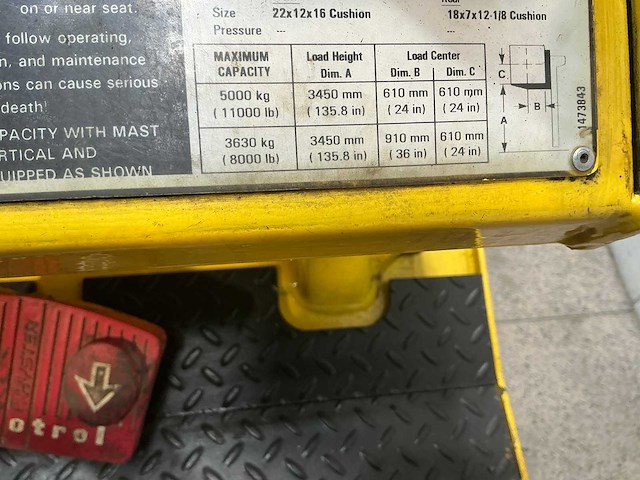 on or near seat.
follow operating,
n, and maintenance
ons can cause serious
death!
PACITY WITH MAST
RTICAL AND
UIPPED AS SHOWN
Size 22x12x16 Cushion 18x7x12-1/8 Cushion
Pressure --- ---
MAXIMUM CAPACITY Load Height Dim. A Load Center Dim. B Dim. C
5000 kg 3450 mm 610 mm 610 mm
( 11000 lb) ( 135.8 in) ( 24 in) ( 24 in)
3630 kg 3450 mm 910 mm 610 mm
( 8000 lb) ( 135.8 in) ( 36 in) ( 24 in)
C
B
A
1473843
HYSTER
otrol